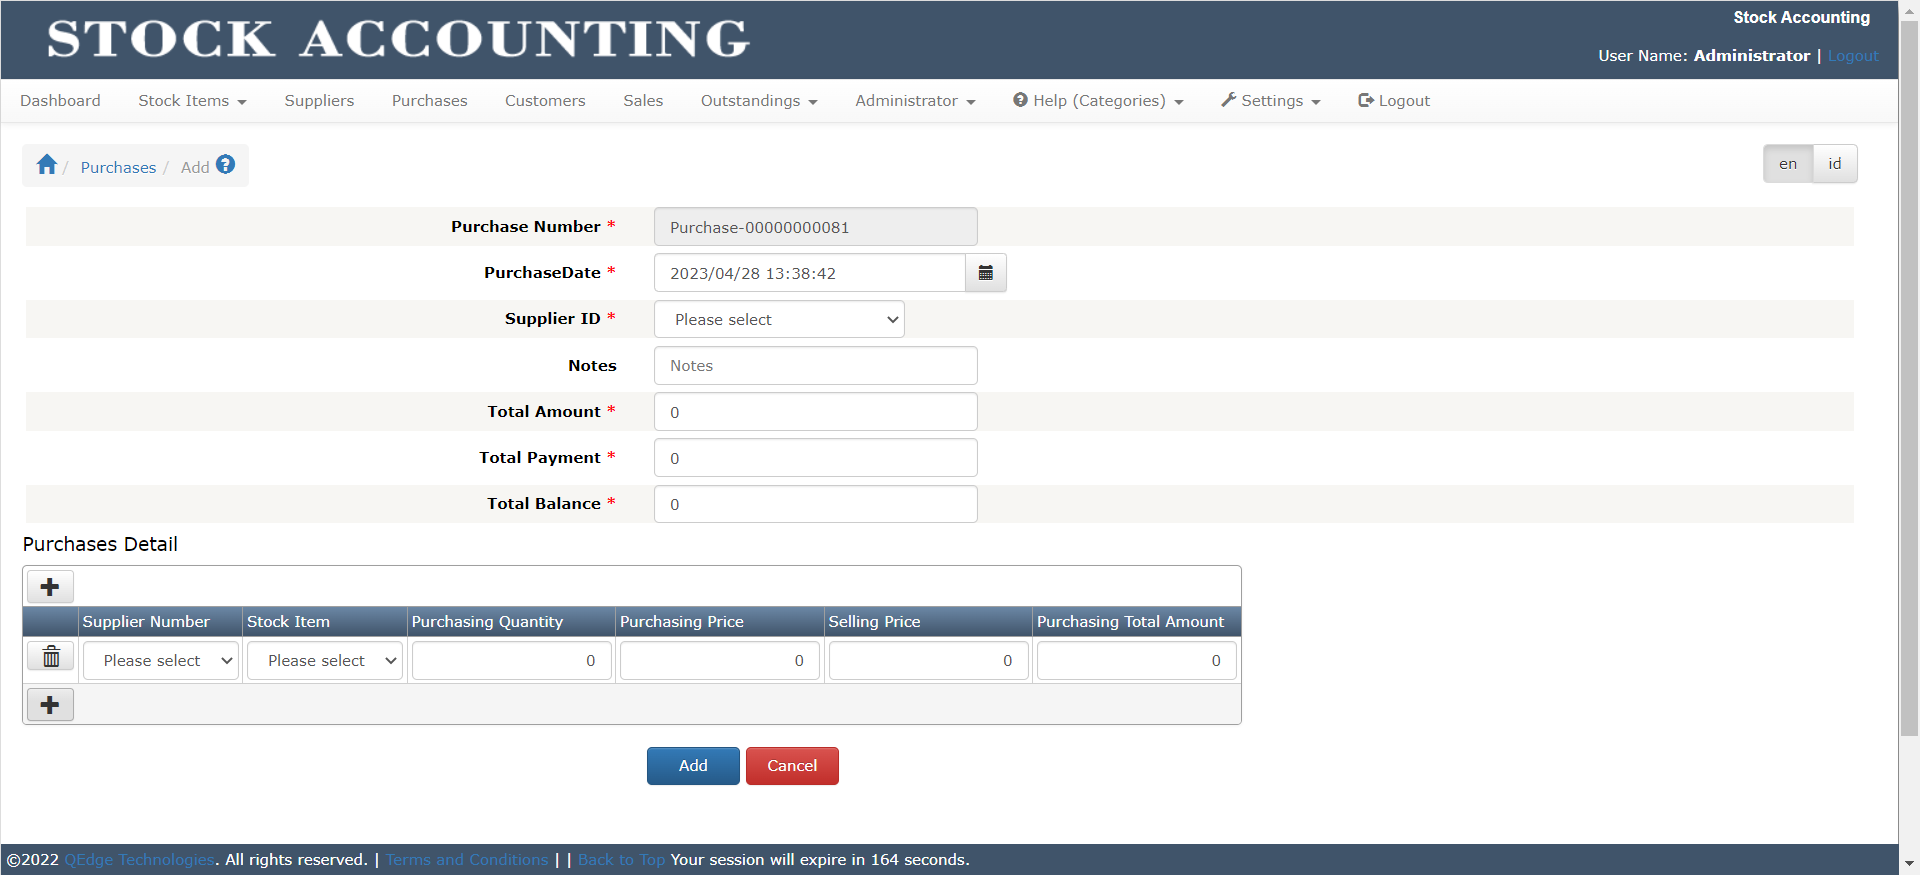 STOCK ACCOUNTING
Stock Accounting
User Name: Administrator | Logout
Dashboard Stock Items Suppliers Purchases Customers Sales Outstandings Administrator Help (Categories) Settings Logout
/ Purchases / Add
en id
Purchase Number * Purchase-00000000081
PurchaseDate * 2023/04/28 13:38:42
Supplier ID * Please select
Notes Notes
Total Amount * 0
Total Payment * 0
Total Balance * 0
Purchases Detail
Supplier Number Stock Item Purchasing Quantity Purchasing Price Selling Price Purchasing Total Amount
Please select Please select 0 0 0 0
Add Cancel
©2022 QEdge Technologies. All rights reserved. | Terms and Conditions | | Back to Top Your session will expire in 164 seconds.